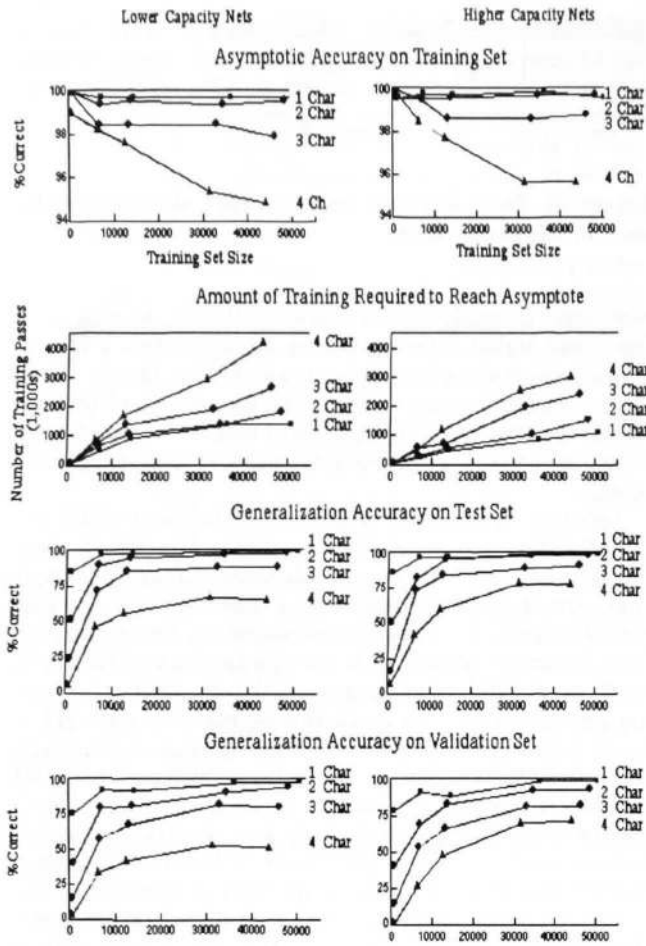 Lower Capacity Nets Higher Capacity Nets
Asymptotic Accuracy on Training Set
% Correct
100
98
96
94
1 Char
2 Char
3 Char
4 Ch
0 10000 20000 30000 40000 50000
Training Set Size
100
98
96
94
1 Char
2 Char
3 Char
4 Ch
0 10000 20000 30000 40000 50000
Training Set Size
Amount of Training Required to Reach Asymptote
Number of Training Passes
(1,000s)
4000
3000
2000
1000
0
4 Char
3 Char
2 Char
1 Char
0 10000 20000 30000 40000 50000
4000
3000
2000
1000
0
4 Char
3 Char
2 Char
1 Char
0 10000 20000 30000 40000 50000
Generalization Accuracy on Test Set
% Correct
100
75
50
25
0
1 Char
2 Char
3 Char
4 Char
0 10000 20000 30000 40000 50000
100
75
50
25
0
1 Char
2 Char
3 Char
4 Char
0 10000 20000 30000 40000 50000
Generalization Accuracy on Validation Set
% Correct
100
75
50
25
0
1 Char
2 Char
3 Char
4 Char
0 10000 20000 30000 40000 50000
100
75
50
25
0
1 Char
2 Char
3 Char
4 Char
0 10000 20000 30000 40000 50000